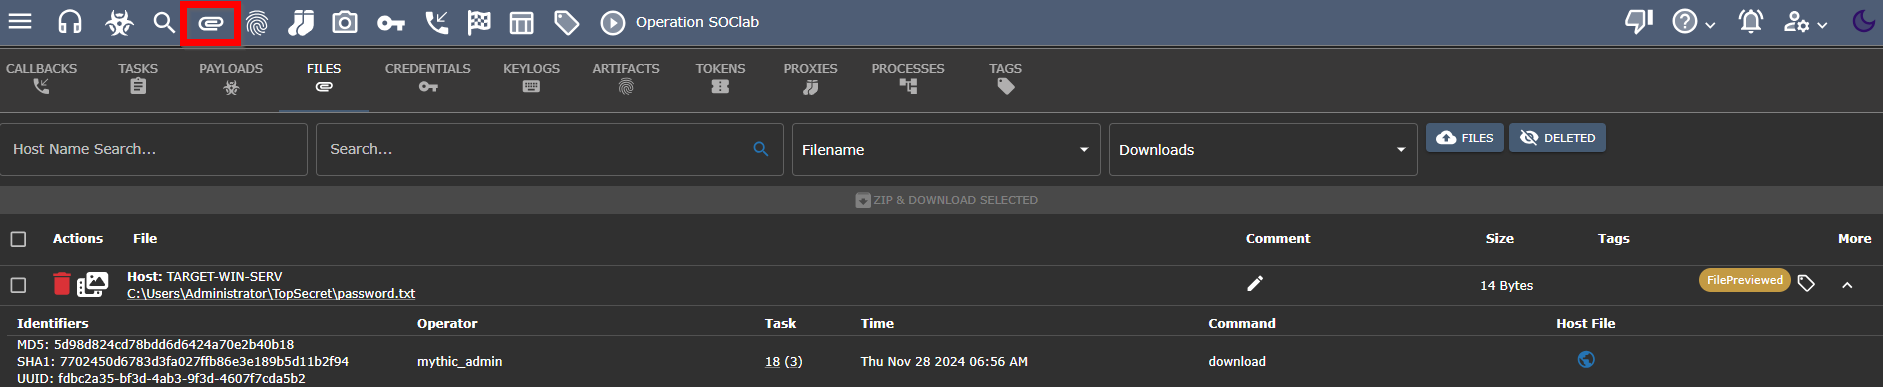 Operation SOClab
CALLBACKS TASKS PAYLOADS FILES CREDENTIALS KEYLOGS ARTIFACTS TOKENS PROXIES PROCESSES TAGS
Host Name Search... Search... Filename Downloads FILES DELETED
ZIP & DOWNLOAD SELECTED
Actions File Comment Size Tags More
Host: TARGET-WIN-SERV
C:\Users\Administrator\TopSecret\password.txt 14 Bytes FilePreviewed
Identifiers Operator Task Time Command Host File
MD5: 5d98d824cd78bdd6d6424a70e2b40b18
SHA1: 7702450d6783d3fa027ffb86e3e189b5d11b2f94 mythic_admin 18 (3) Thu Nov 28 2024 06:56 AM download
UUID: fdbc2a35-bf3d-4ab3-9f3d-4607f7cda5b2